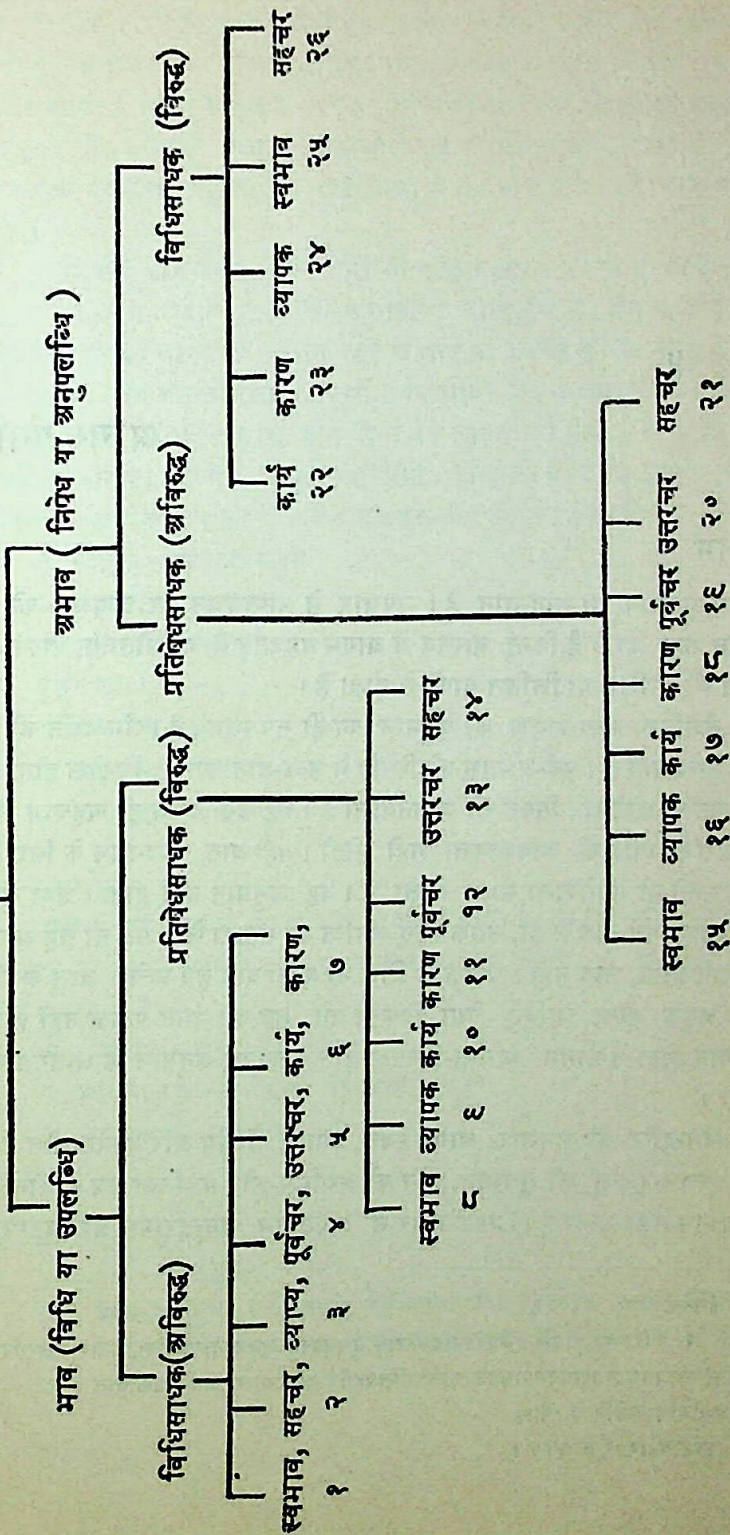 भाव (विधि या उपलब्धि)
अभाव ( निषेध या अनुपलब्धि )
विधिसाधक(अविरुद्ध)
प्रतिषेधसाधक (विरुद्ध)
प्रतिषेधसाधक (अविरुद्ध)
विधिसाधक (विरुद्ध)
स्वभाव, सहचर, व्याप्य, पूर्वचर, उत्तरचर, कार्य, कारण,
१ २ ३ ४ ५ ६ ७
स्वभाव व्यापक कार्य कारण पूर्वचर उत्तरचर सहचर
८ ९ १० ११ १२ १३ १४
स्वभाव व्यापक कार्य कारण पूर्वचर उत्तरचर सहचर
१५ १६ १७ १८ १९ २० २१
कार्य कारण व्यापक स्वभाव सहचर
२२ २३ २४ २५ २६